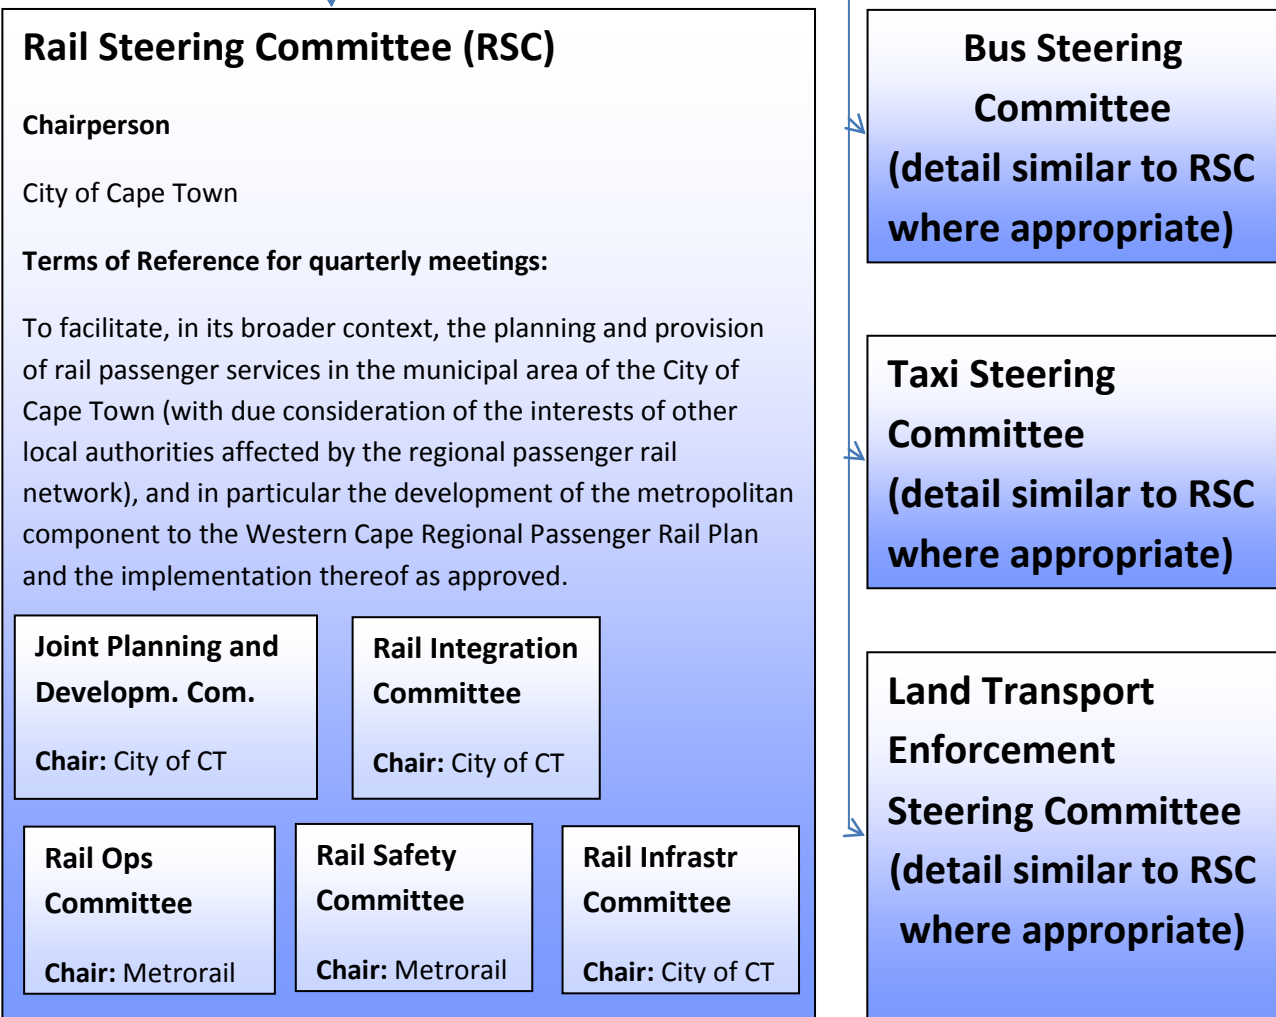 Rail Steering Committee (RSC)
Chairperson
City of Cape Town
Terms of Reference for quarterly meetings:
To facilitate, in its broader context, the planning and provision
of rail passenger services in the municipal area of the City of
Cape Town (with due consideration of the interests of other
local authorities affected by the regional passenger rail
network), and in particular the development of the metropolitan
component to the Western Cape Regional Passenger Rail Plan
and the implementation thereof as approved.
Joint Planning and
Developm. Com.
Chair: City of CT
Rail Integration
Committee
Chair: City of CT
Rail Ops
Committee
Chair: Metrorail
Rail Safety
Committee
Chair: Metrorail
Rail Infrastr
Committee
Chair: City of CT
Bus Steering
Committee
(detail similar to RSC
where appropriate)
Taxi Steering
Committee
(detail similar to RSC
where appropriate)
Land Transport
Enforcement
Steering Committee
(detail similar to RSC
where appropriate)